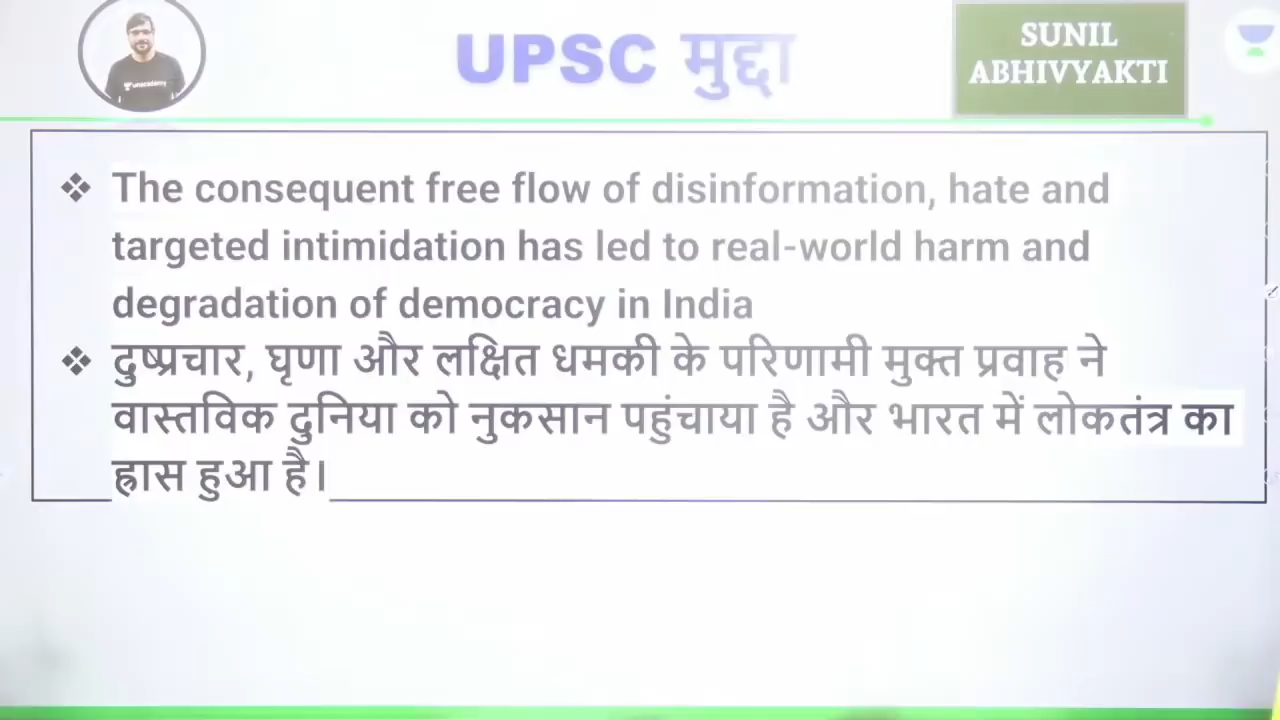 UPSC मुद्दा
SUNIL
ABHIVYAKTI
unacademy
❖ The consequent free flow of disinformation, hate and
targeted intimidation has led to real-world harm and
degradation of democracy in India
❖ दुष्प्रचार, घृणा और लक्षित धमकी के परिणामी मुक्त प्रवाह ने
वास्तविक दुनिया को नुकसान पहुंचाया है और भारत में लोकतंत्र का
ह्रास हुआ है।